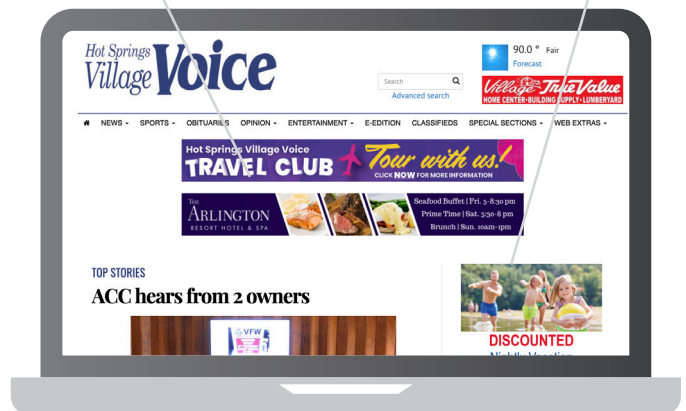 Hot Springs
Village Voice
90.0 ° Fair
Forecast
Search
Advanced search
Village True Value
HOME CENTER•BUILDING SUPPLY•LUMBERYARD
NEWS SPORTS OBITUARIES OPINION ENTERTAINMENT E-EDITION CLASSIFIEDS SPECIAL SECTIONS WEB EXTRAS
Hot Springs Village Voice
TRAVEL CLUB
Tour with us!
CLICK NOW FOR MORE INFORMATION
THE
ARLINGTON
RESORT HOTEL & SPA
Seafood Buffet | Fri. 5-8:30 pm
Prime Time | Sat. 5:30-8 pm
Brunch | Sun. 10am-1pm
TOP STORIES
ACC hears from 2 owners
VFW
DISCOUNTED
Nightly Vacation